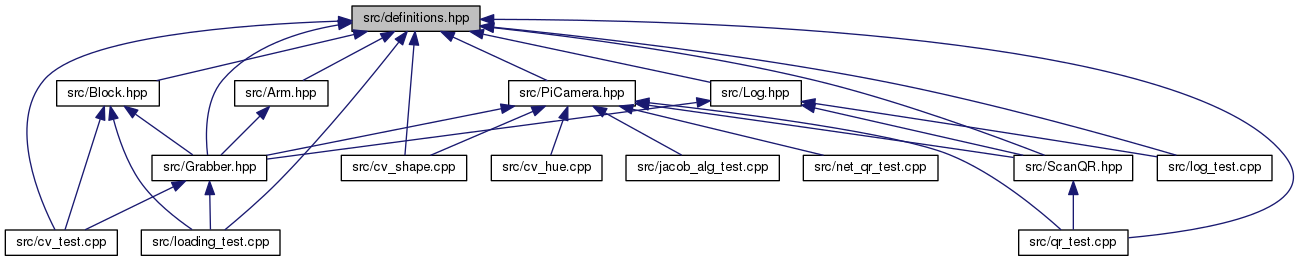 src/definitions.hpp
src/Block.hpp
src/Arm.hpp
src/PiCamera.hpp
src/Log.hpp
src/Grabber.hpp
src/cv_shape.cpp
src/cv_hue.cpp
src/jacob_alg_test.cpp
src/net_qr_test.cpp
src/ScanQR.hpp
src/log_test.cpp
src/cv_test.cpp
src/loading_test.cpp
src/qr_test.cpp